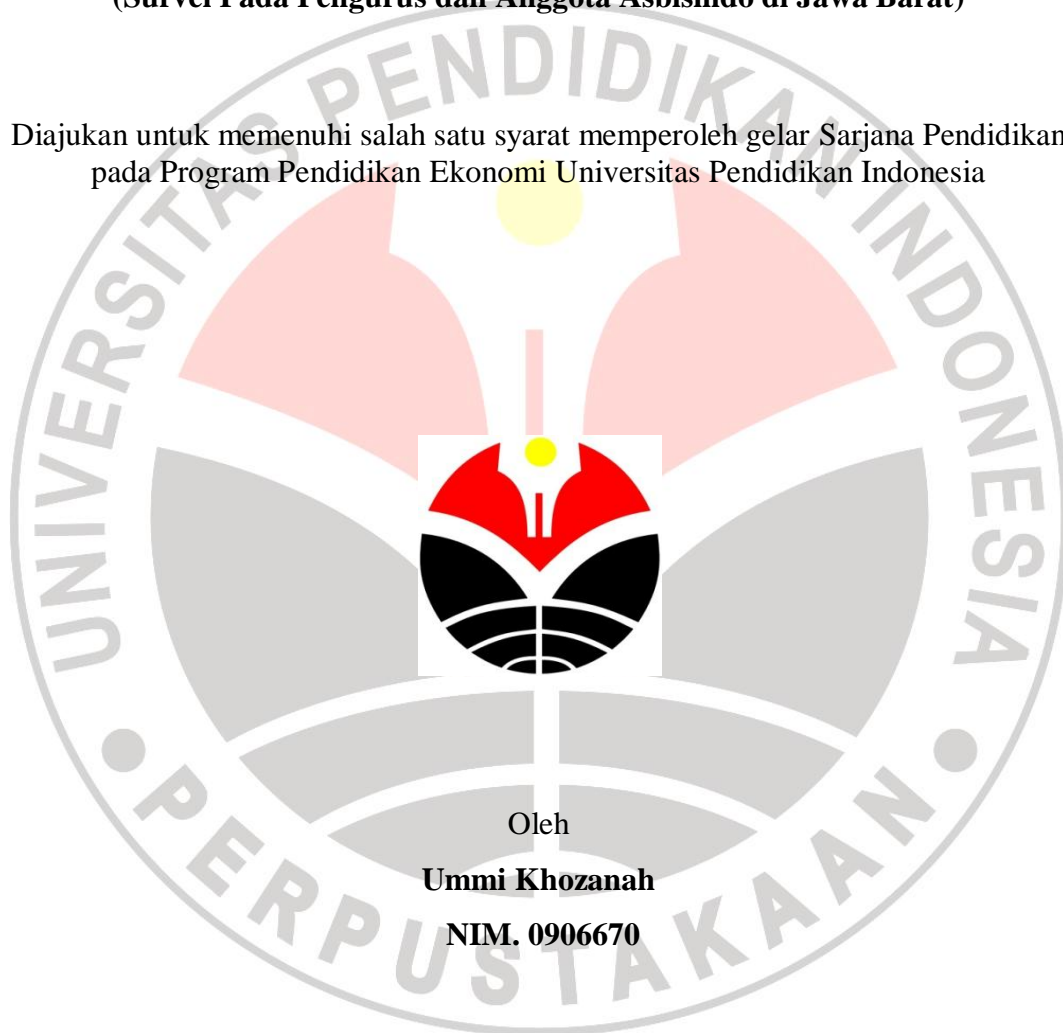 (Survei Pada Pengurus dan Anggota Asbisindo di Jawa Barat)
Diajukan untuk memenuhi salah satu syarat memperoleh gelar Sarjana Pendidikan
pada Program Pendidikan Ekonomi Universitas Pendidikan Indonesia
UNIVERSITAS PENDIDIKAN INDONESIA
Oleh
Ummi Khozanah
NIM. 0906670
PERPUSTAKAAN